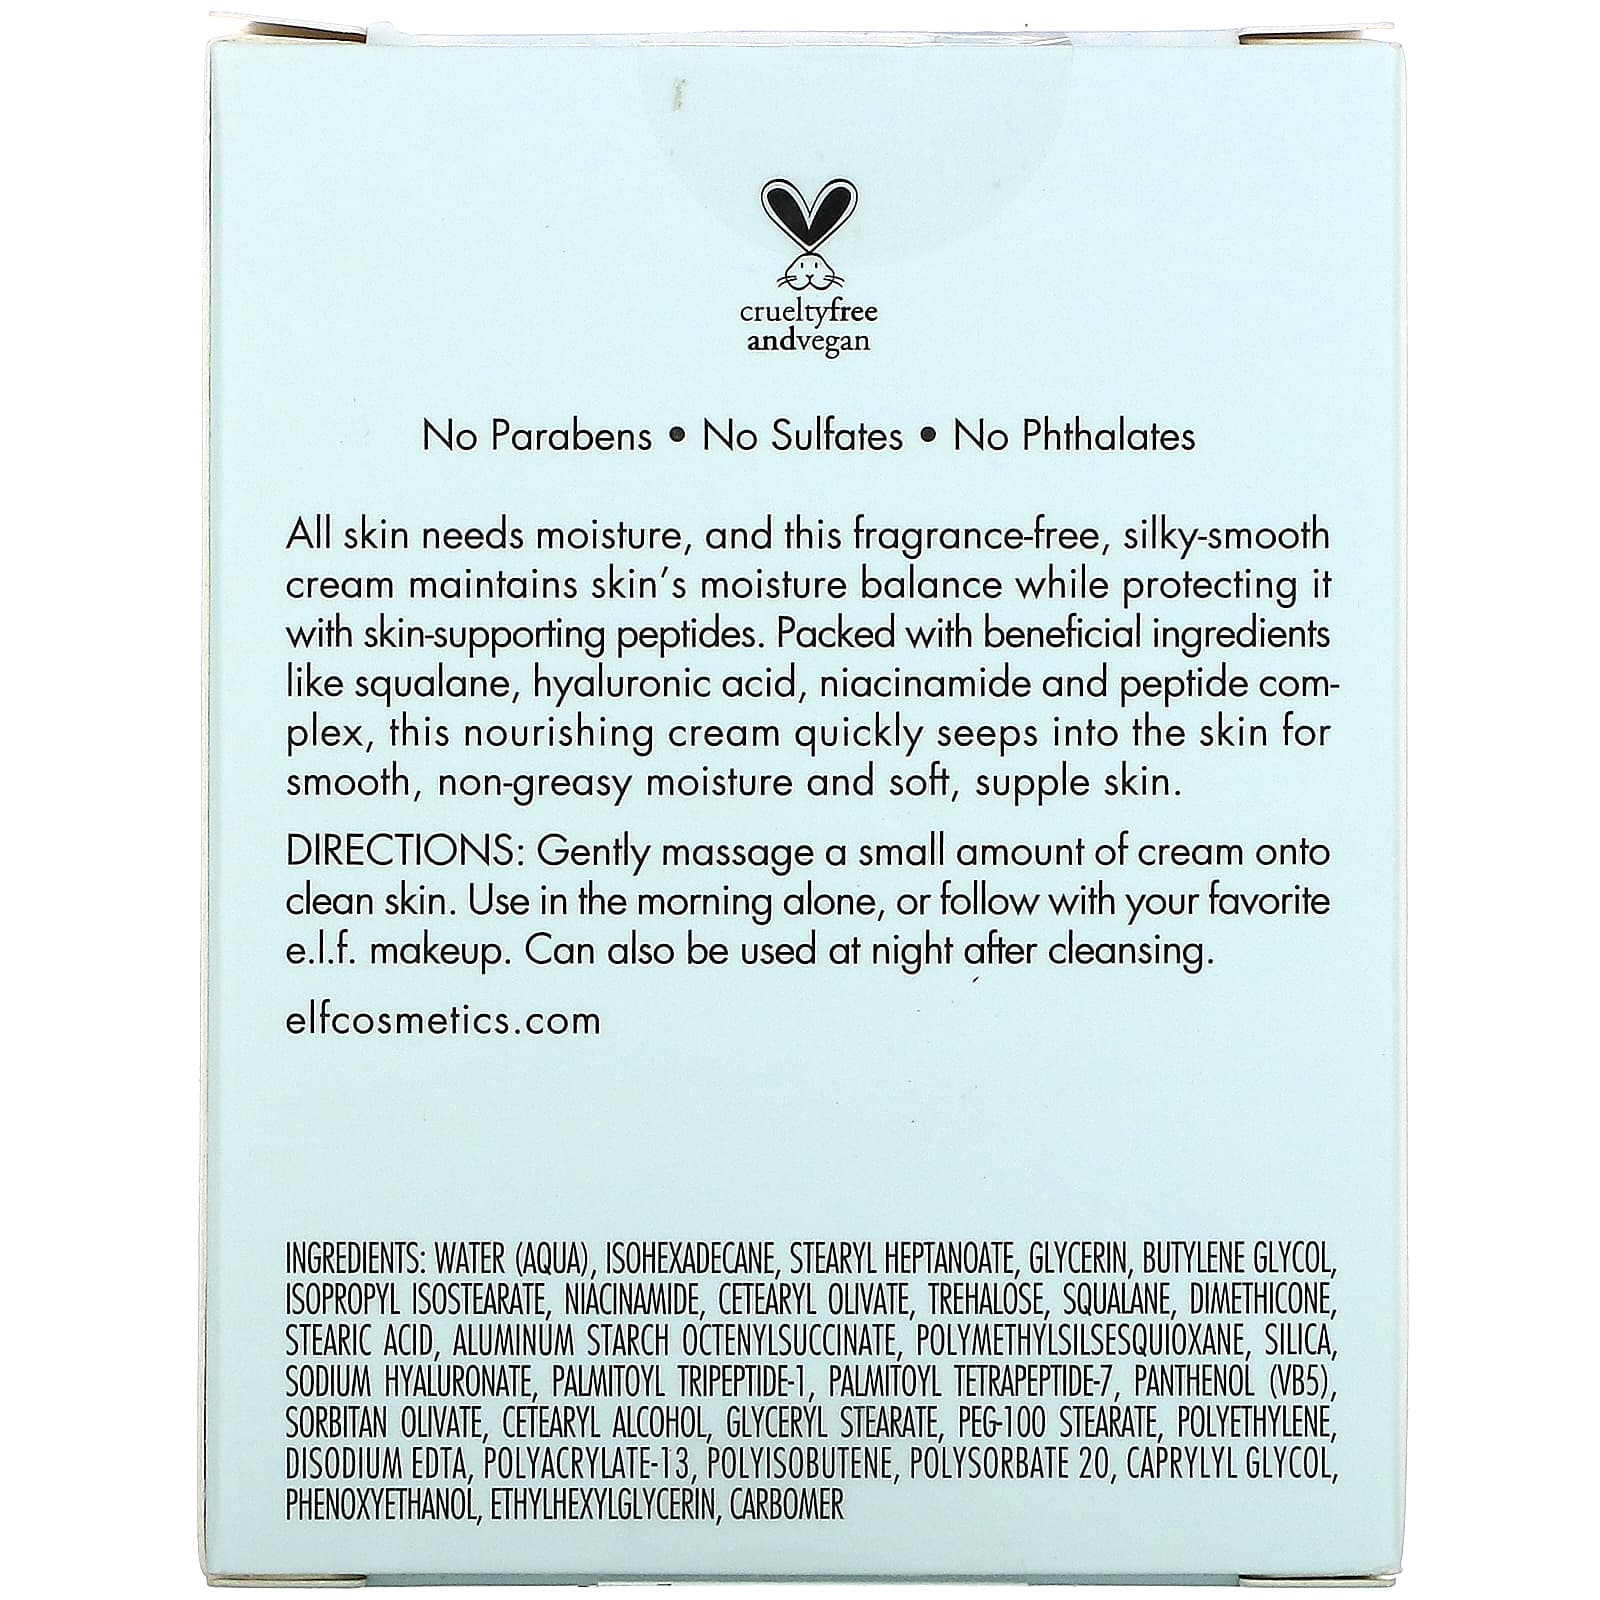 crueltyfree
andvegan
No Parabens • No Sulfates • No Phthalates
All skin needs moisture, and this fragrance-free, silky-smooth
cream maintains skin's moisture balance while protecting it
with skin-supporting peptides. Packed with beneficial ingredients
like squalane, hyaluronic acid, niacinamide and peptide com-
plex, this nourishing cream quickly seeps into the skin for
smooth, non-greasy moisture and soft, supple skin.
DIRECTIONS: Gently massage a small amount of cream onto
clean skin. Use in the morning alone, or follow with your favorite
e.l.f. makeup. Can also be used at night after cleansing.
elfcosmetics.com
INGREDIENTS: WATER (AQUA), ISOHEXADECANE, STEARYL HEPTANOATE, GLYCERIN, BUTYLENE GLYCOL,
ISOPROPYL ISOSTEARATE, NIACINAMIDE, CETEARYL OLIVATE, TREHALOSE, SQUALANE, DIMETHICONE,
STEARIC ACID, ALUMINUM STARCH OCTENYLSUCCINATE, POLYMETHYLSILSESQUIOXANE, SILICA,
SODIUM HYALURONATE, PALMITOYL TRIPEPTIDE-1, PALMITOYL TETRAPEPTIDE-7, PANTHENOL (VB5),
SORBITAN OLIVATE, CETEARYL ALCOHOL, GLYCERYL STEARATE, PEG-100 STEARATE, POLYETHYLENE,
DISODIUM EDTA, POLYACRYLATE-13, POLYISOBUTENE, POLYSORBATE 20, CAPRYLYL GLYCOL,
PHENOXYETHANOL, ETHYLHEXYLGLYCERIN, CARBOMER